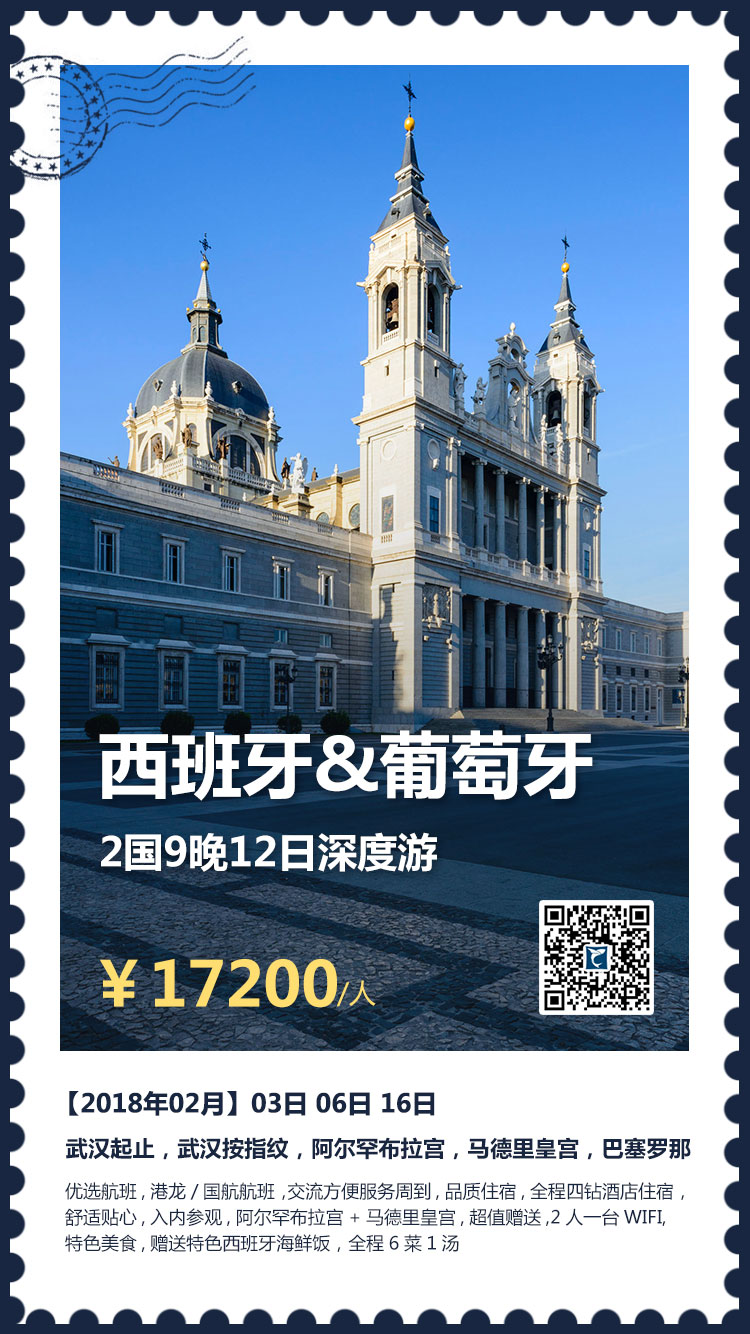 西班牙&葡萄牙
2国9晚12日深度游
¥17200/人
【2018年02月】03日 06日 16日
武汉起止，武汉按指纹，阿尔罕布拉宫，马德里皇宫，巴塞罗那
优选航班，港龙/国航航班，交流方便服务周到，品质住宿，全程四钻酒店住宿，
舒适贴心，入内参观，阿尔罕布拉宫+马德里皇宫，超值赠送，2人一台WIFI，
特色美食，赠送特色西班牙海鲜饭，全程6菜1汤